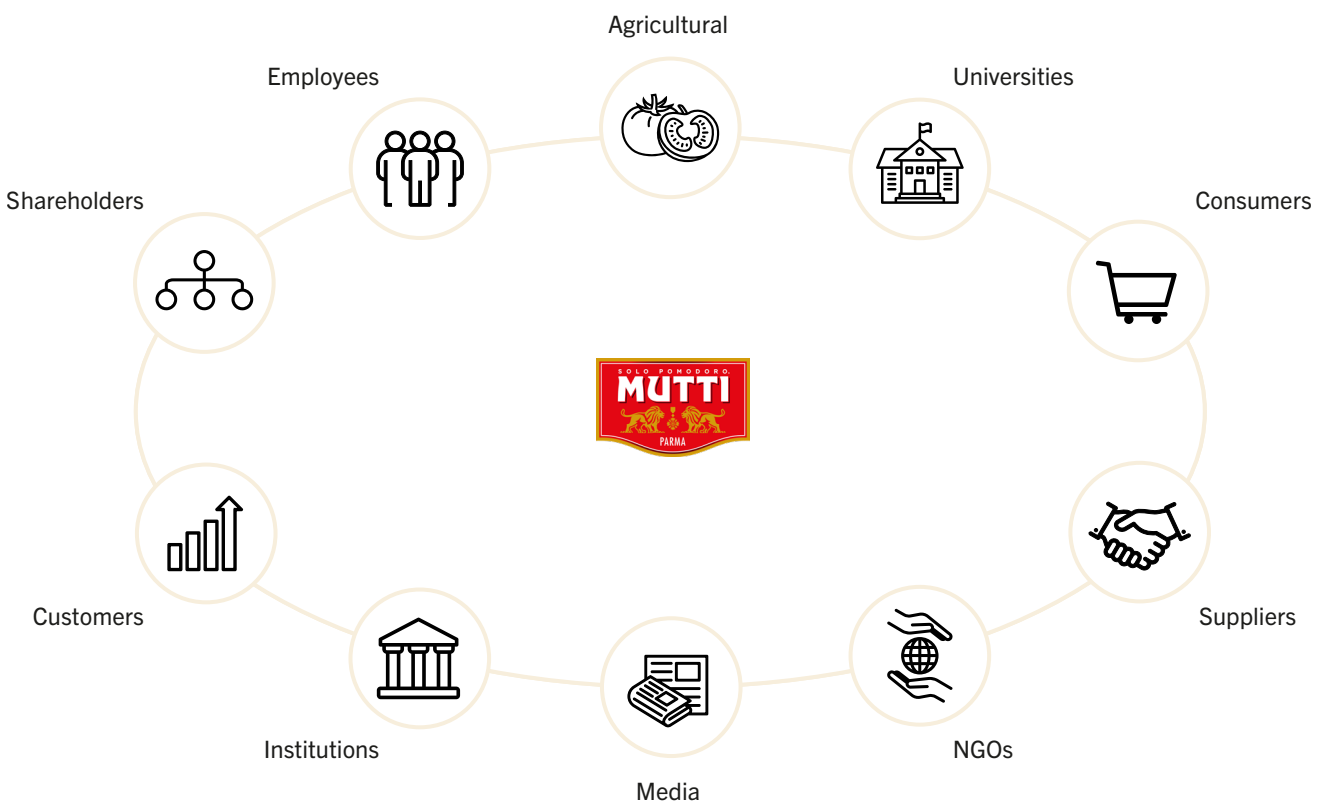 Agricultural
Employees
Universities
Shareholders
Consumers
SOLO POMODORO.
MUTTI
PARMA
Customers
Suppliers
Institutions
NGOs
Media